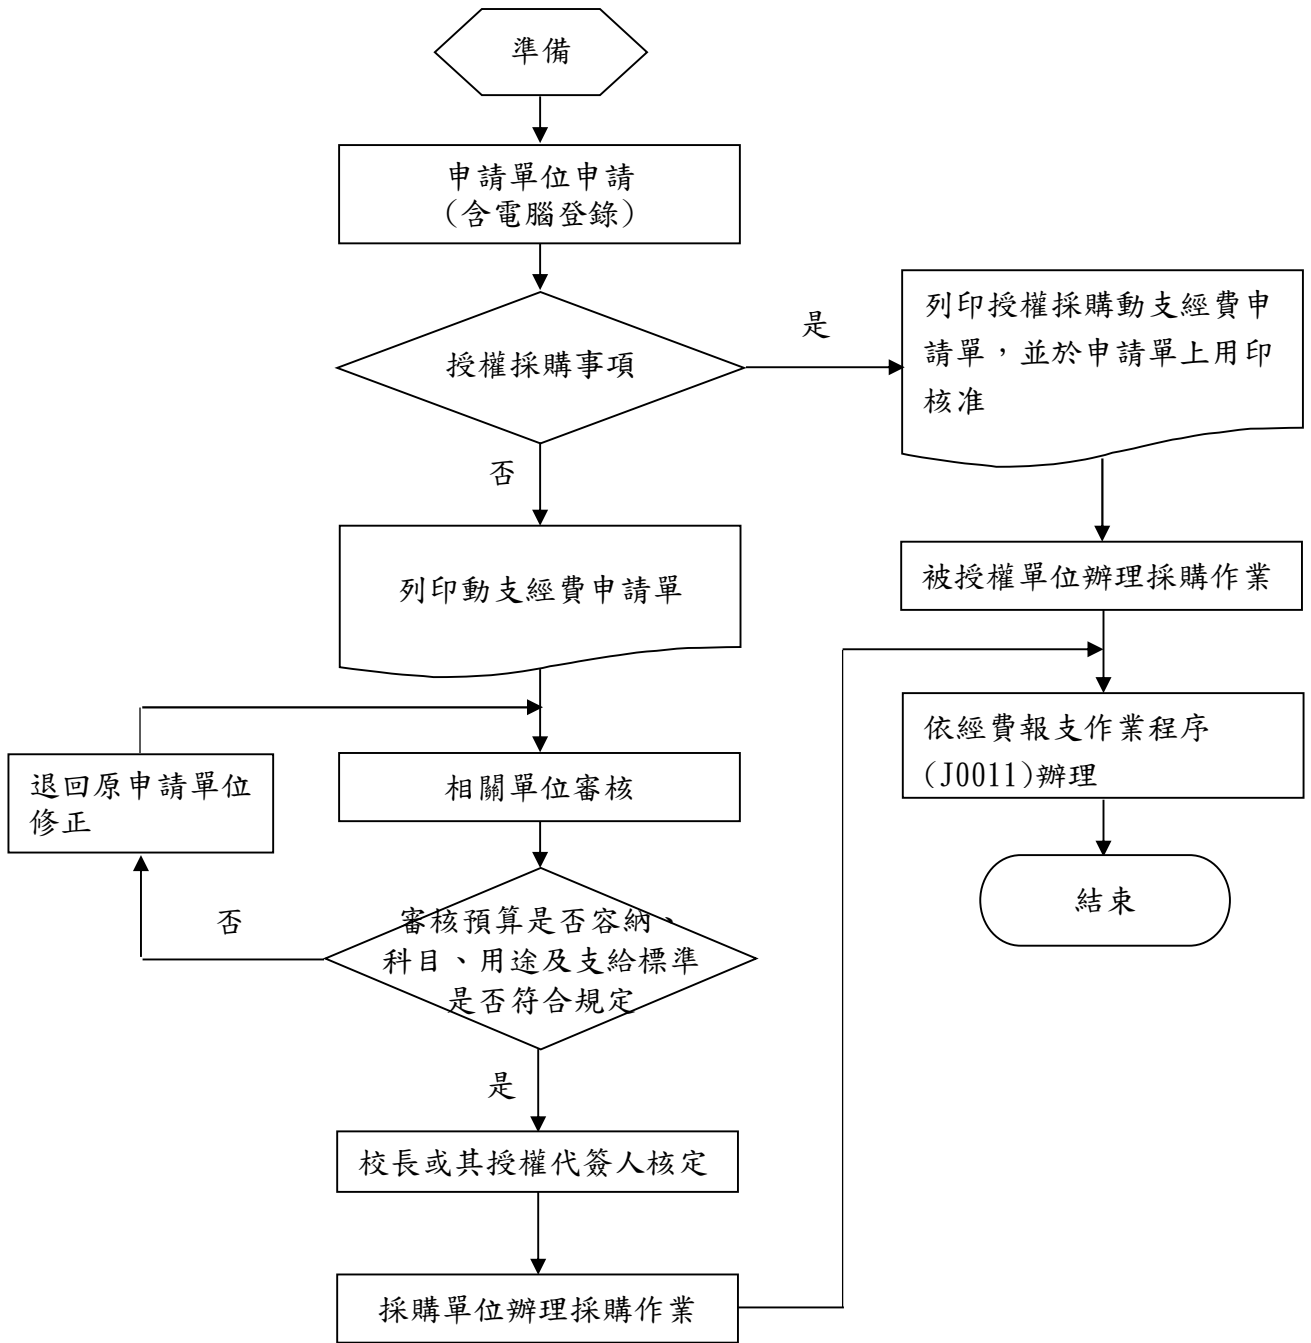 準備
申請單位申請
(含電腦登錄)
授權採購事項
是
列印授權採購動支經費申
請單，並於申請單上用印
核准
否
列印動支經費申請單
被授權單位辦理採購作業
依經費報支作業程序
(J0011)辦理
退回原申請單位
修正
相關單位審核
結束
否
審核預算是否容納、
科目、用途及支給標準
是否符合規定
是
校長或其授權代簽人核定
採購單位辦理採購作業